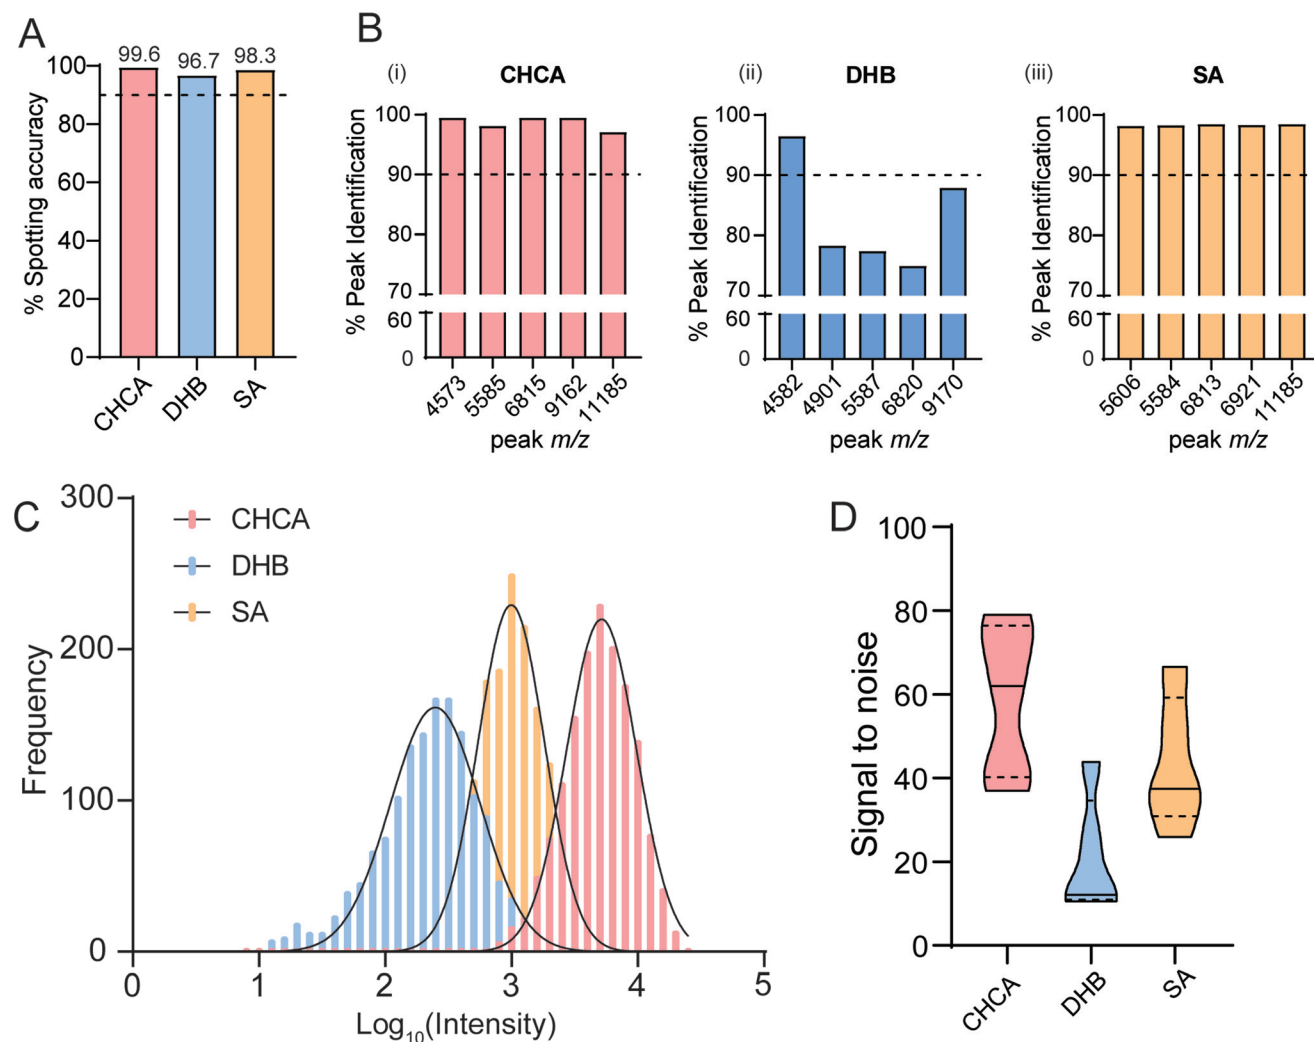 A
% Spotting accuracy
100
80
60
40
20
0
99.6
96.7
98.3
CHCA
DHB
SA
B
(i)
CHCA
% Peak Identification
100
90
80
70
60
0
4573
5585
6815
9162
11185
peak m/z
(ii)
DHB
% Peak Identification
100
90
80
70
60
0
4582
4901
5587
6820
9170
peak m/z
(iii)
SA
% Peak Identification
100
90
80
70
60
0
5606
5584
6813
6921
11185
peak m/z
C
CHCA
DHB
SA
Frequency
300
200
100
0
0
1
2
3
4
5
Log10(Intensity)
D
Signal to noise
100
80
60
40
20
0
CHCA
DHB
SA